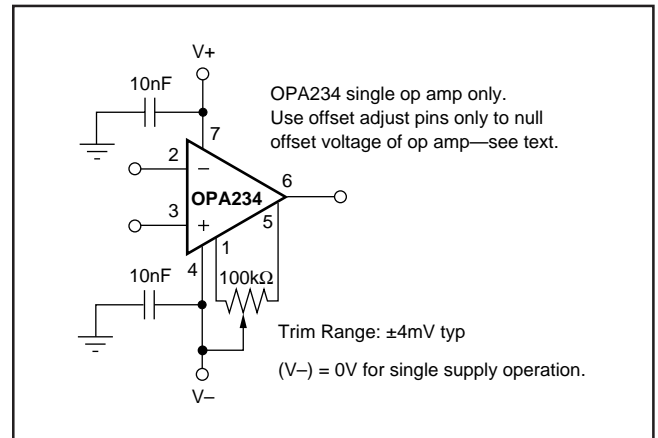 V+
10nF
OPA234 single op amp only.
Use offset adjust pins only to null
offset voltage of op amp—see text.
7
2
–
6
OPA234
3
+
5
1
4
10nF
100kΩ
Trim Range: ±4mV typ
(V–) = 0V for single supply operation.
V–